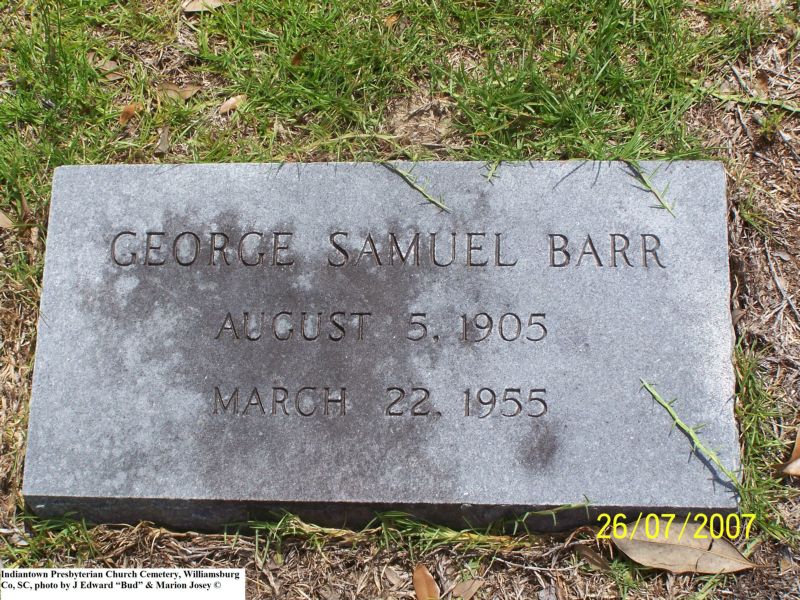 GEORGE SAMUEL BARR
AUGUST 5, 1905
MARCH 22, 1955
26/07/2007
Indiantown Presbyterian Church Cemetery, Williamsburg
Co, SC, photo by J Edward “Bud” & Marion Josey ©